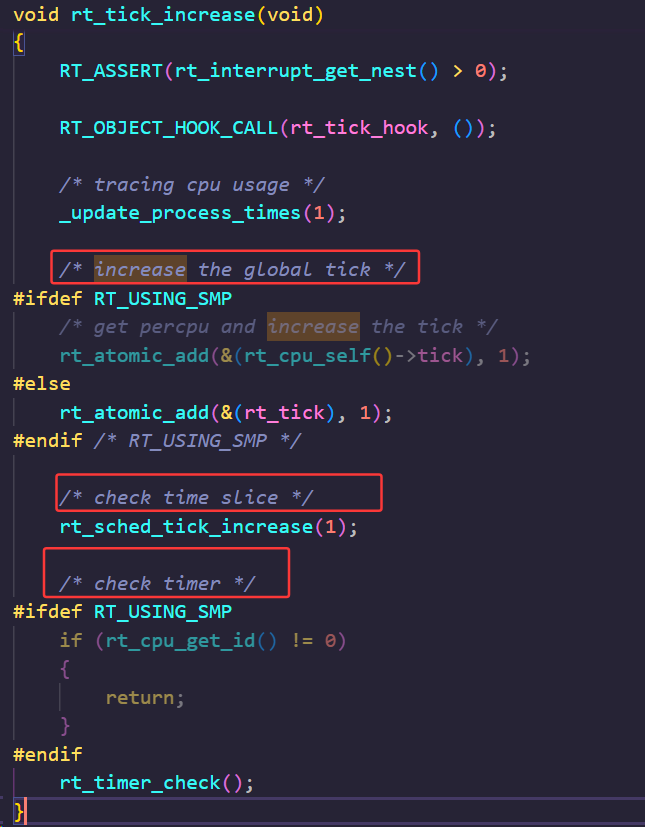 void rt_tick_increase(void)
{
    RT_ASSERT(rt_interrupt_get_nest() > 0);
    RT_OBJECT_HOOK_CALL(rt_tick_hook, ());
    /* tracing cpu usage */
    _update_process_times(1);
    /* increase the global tick */
#ifdef RT_USING_SMP
    /* get percpu and increase the tick */
    rt_atomic_add(&(rt_cpu_self()->tick), 1);
#else
    rt_atomic_add(&(rt_tick), 1);
#endif /* RT_USING_SMP */
    /* check time slice */
    rt_sched_tick_increase(1);
    /* check timer */
#ifdef RT_USING_SMP
    if (rt_cpu_get_id() != 0)
    {
        return;
    }
#endif
    rt_timer_check();
}